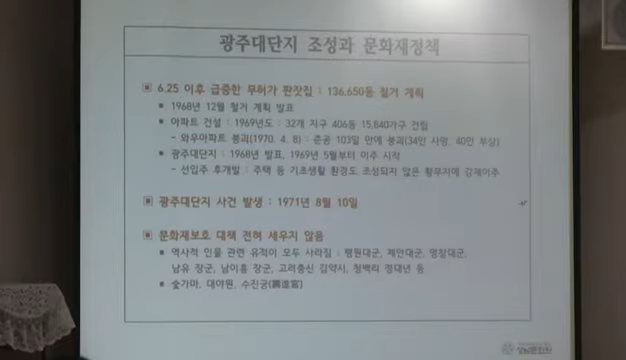 광주대단지 조성과 문화재정책
6.25 이후 급증한 무허가 판잣집 : 136,650동 철거 계획
1968년 12월 철거 계획 발표
아파트 건설 : 1969년도 : 32개 지구 406동 15,840가구 건립
- 와우아파트 붕괴(1970. 4. 8) : 준공 103일 만에 붕괴(34인 사망, 40인 부상)
광주대단지 : 1968년 발표, 1969년 5월부터 이주 시작
- 선입주 후개발 : 주택 등 기초생활 환경도 조성되지 않은 황무지에 강제이주
광주대단지 사건 발생 : 1971년 8월 10일
문화재보호 대책 전혀 세우지 않음
역사적 인물 관련 유적이 모두 사라짐 : 평원대군, 제안대군, 영창대군,
남유 장군, 남이흥 장군, 고려충신 김약시, 청백리 정대년 등
숯가마, 대야원, 수진궁(壽進宮)
성남문화원